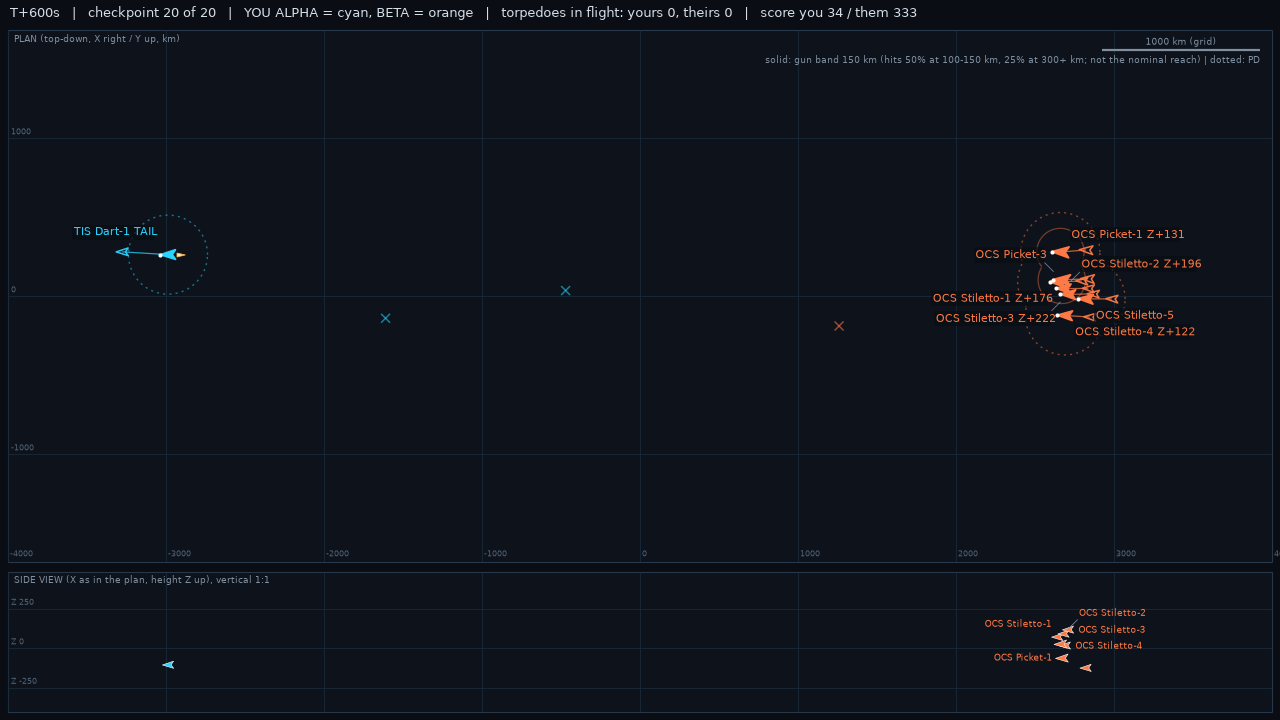 T+600s | checkpoint 20 of 20 | YOU ALPHA = cyan, BETA = orange | torpedoes in flight: yours 0, theirs 0 | score you 34 / them 333
PLAN (top-down, X right / Y up, km)
1000 km (grid)
solid: gun band 150 km (hits 50% at 100-150 km, 25% at 300+ km; not the nominal reach) | dotted: PD
1000
TIS Dart-1 TAIL
OCS Picket-1 Z+131
OCS Picket-3
OCS Stiletto-2 Z+196
0
OCS Stiletto-1 Z+176
OCS Stiletto-3 Z+222
OCS Stiletto-5
OCS Stiletto-4 Z+122
-1000
-4000
-3000
-2000
-1000
0
1000
2000
3000
SIDE VIEW (X as in the plan, height Z up), vertical 1:1
Z 250
OCS Stiletto-2
OCS Stiletto-1
OCS Stiletto-3
Z 0
OCS Stiletto-4
OCS Picket-1
Z -250